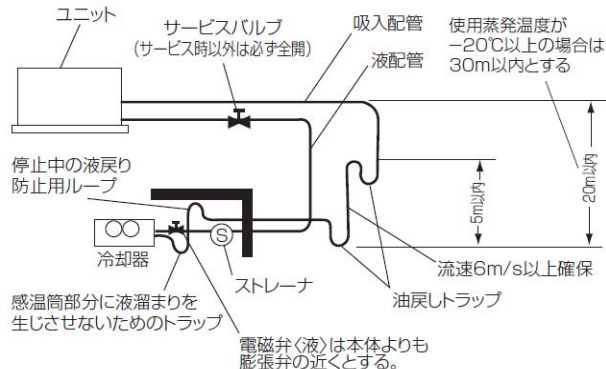 ユニット
サービスバルブ
(サービス時以外は必ず全開)
吸入配管
液配管
使用蒸発温度が
-20℃以上の場合は
30m以内とする
停止中の液戻り
防止用ループ
5m以内
20m以内
S
冷却器
ストレーナ
流速6m/s以上確保
油戻しトラップ
感温筒部分に液溜まりを
生じさせないためのトラップ
電磁弁〈液〉は本体よりも
膨張弁の近くとする。